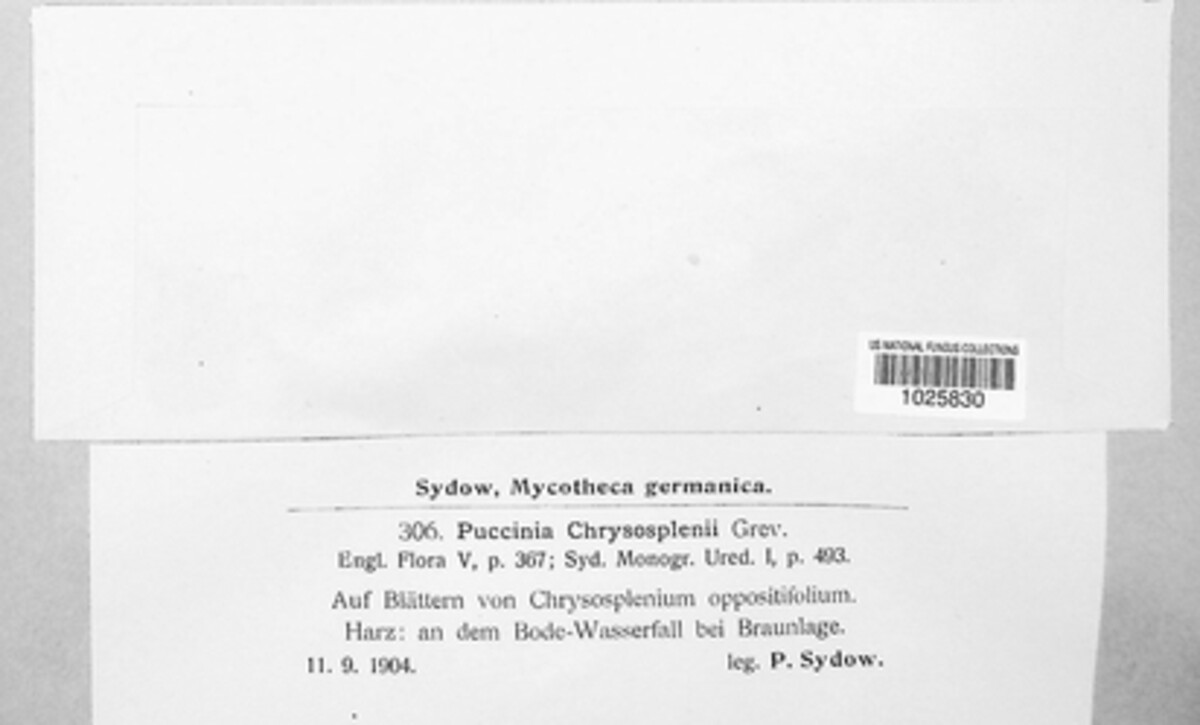 US NATIONAL FUNGUS COLLECTIONS
1025830
Sydow, Mycotheca germanica.
306. Puccinia Chrysosplenii Grev.
Engl. Flora V, p. 367; Syd. Monogr. Ured. I, p. 493.
Auf Blättern von Chrysosplenium oppositifolium.
Harz: an dem Bode-Wasserfall bei Braunlage.
11. 9. 1904. leg. P. Sydow.